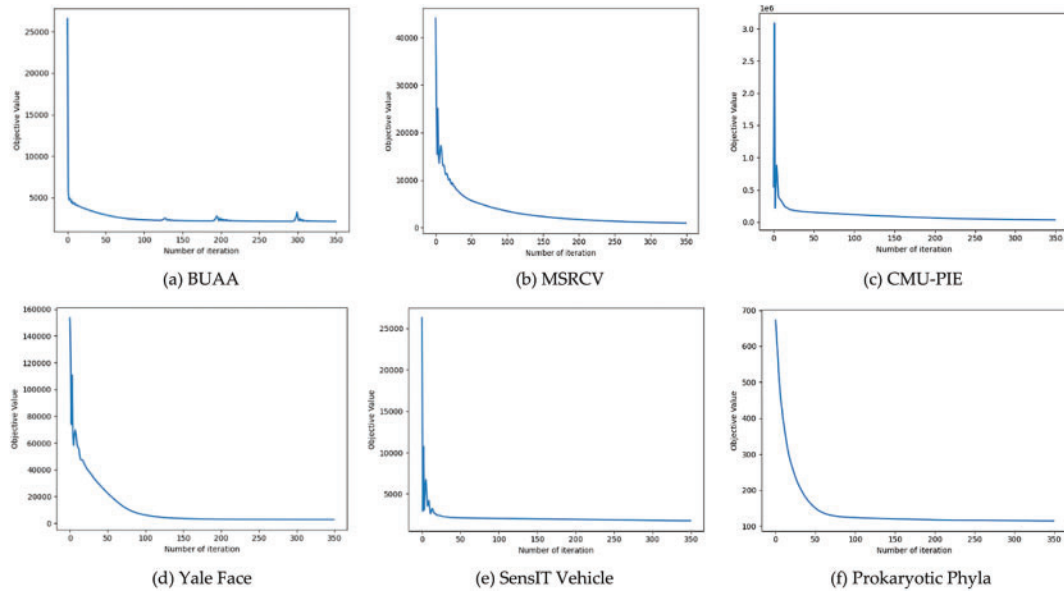 Objective Value
25000
20000
15000
10000
5000
0 50 100 150 200 250 300 350
Number of iteration
(a) BUAA
Objective Value
40000
30000
20000
10000
0
0 50 100 150 200 250 300 350
Number of iteration
(b) MSRCV
1e6
Objective Value
3.0
2.5
2.0
1.5
1.0
0.5
0.0
0 50 100 150 200 250 300 350
Number of iteration
(c) CMU-PIE
Objective Value
160000
140000
120000
100000
80000
60000
40000
20000
0
0 50 100 150 200 250 300 350
Number of iteration
(d) Yale Face
Objective Value
25000
20000
15000
10000
5000
0 50 100 150 200 250 300 350
Number of iteration
(e) SensIT Vehicle
Objective Value
700
600
500
400
300
200
100
0 50 100 150 200 250 300 350
Number of iteration
(f) Prokaryotic Phyla